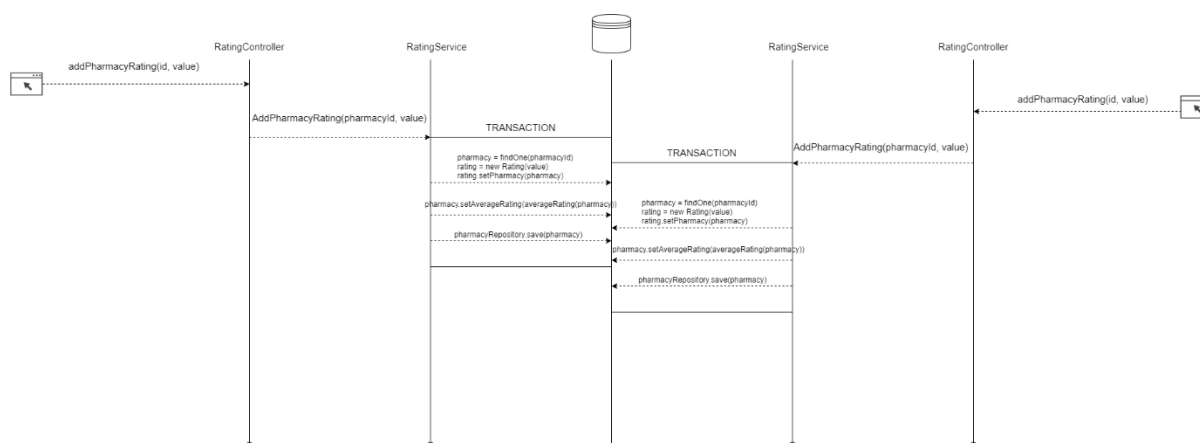 RatingController
RatingService
RatingService
RatingController
addPharmacyRating(id, value)
addPharmacyRating(id, value)
AddPharmacyRating(pharmacyId, value)
TRANSACTION
AddPharmacyRating(pharmacyId, value)
TRANSACTION
pharmacy = findOne(pharmacyId)
rating = new Rating(value)
rating.setPharmacy(pharmacy)
pharmacy.setAverageRating(averageRating(pharmacy))
pharmacy = findOne(pharmacyId)
rating = new Rating(value)
rating.setPharmacy(pharmacy)
pharmacyRepository.save(pharmacy)
pharmacy.setAverageRating(averageRating(pharmacy))
pharmacyRepository.save(pharmacy)